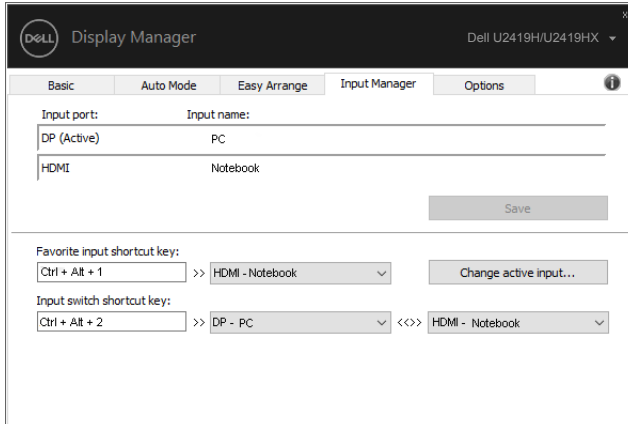 DELL Display Manager Dell U2419H/U2419HX
x
Basic Auto Mode Easy Arrange Input Manager Options
Input port: Input name:
DP (Active) PC
HDMI Notebook
Save
Favorite input shortcut key:
Ctrl + Alt + 1 >> HDMI - Notebook Change active input...
Input switch shortcut key:
Ctrl + Alt + 2 >> DP - PC <<>> HDMI - Notebook